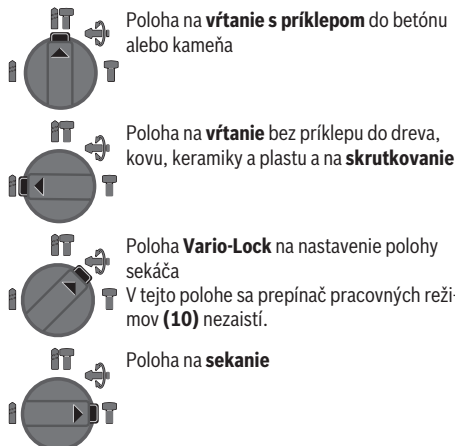 Poloha na vŕtanie s príklepom do betónu
alebo kameňa
Poloha na vŕtanie bez príklepu do dreva,
kovu, keramiky a plastu a na skrutkovanie
Poloha Vario-Lock na nastavenie polohy
sekáča
V tejto polohe sa prepínač pracovných reži-
mov (10) nezaistí.
Poloha na sekanie